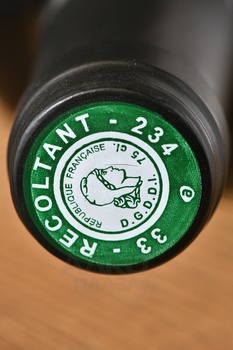 33 - RECOLTANT - 234
e
REPUBLIQUE FRANÇAISE
75 cl.
D.G.D.D.I.